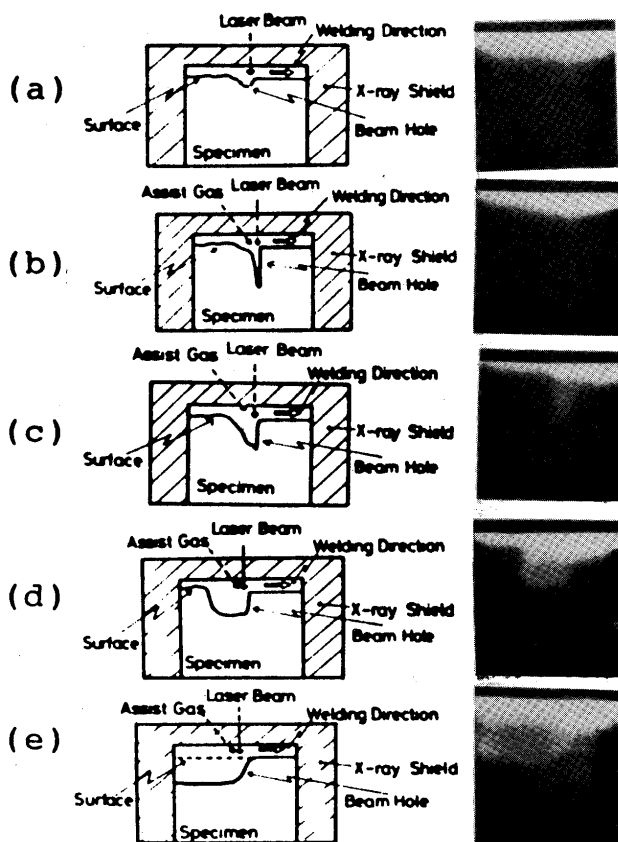 Laser Beam
Welding Direction
(a)
X-ray Shield
Surface
Beam Hole
Specimen
Assist Gas
Laser Beam
Welding Direction
(b)
X-ray Shield
Surface
Beam Hole
Specimen
Assist Gas
Laser Beam
Welding Direction
(c)
X-ray Shield
Surface
Beam Hole
Specimen
Laser Beam
Assist Gas
Welding Direction
(d)
X-ray Shield
Surface
Beam Hole
Specimen
Laser Beam
Assist Gas
Welding Direction
(e)
X-ray Shield
Surface
Beam Hole
Specimen